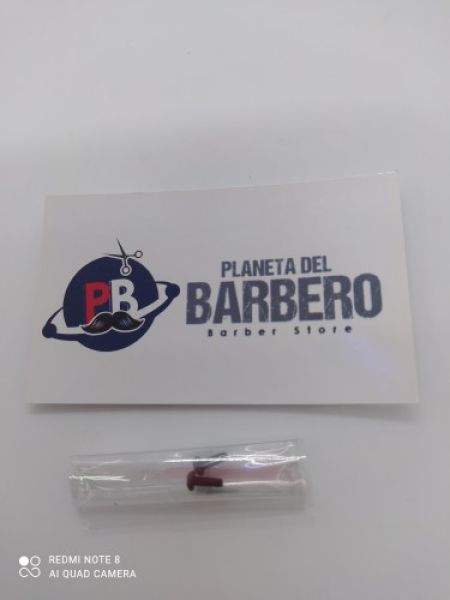 PB
PLANETA DEL
BARBERO
Barber Store
REDMI NOTE 8
AI QUAD CAMERA